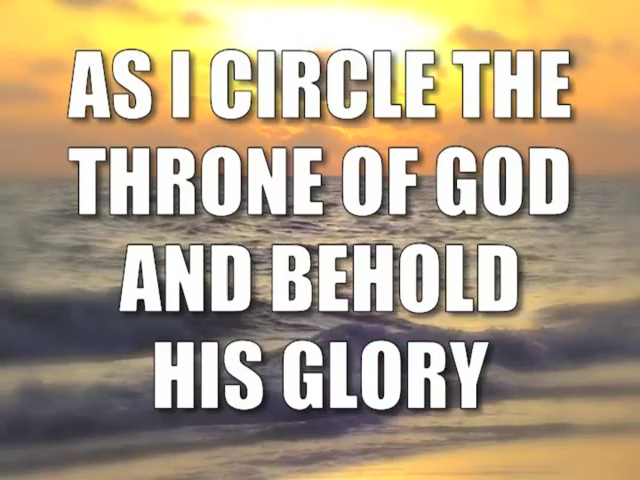 AS I CIRCLE THE
THRONE OF GOD
AND BEHOLD
HIS GLORY